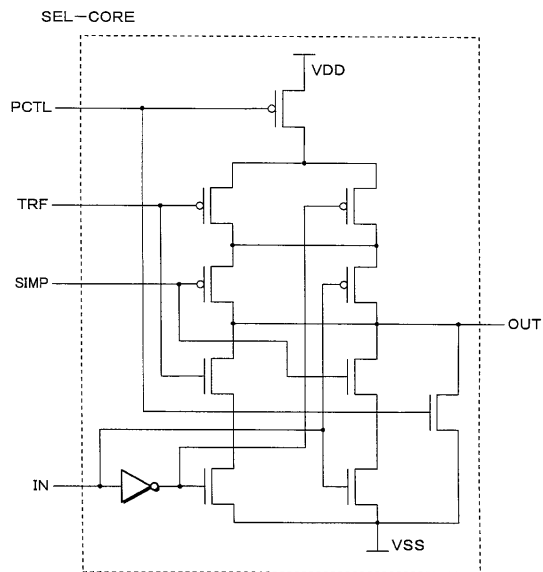 SEL-CORE
VDD
PCTL
TRF
SIMP
OUT
IN
VSS